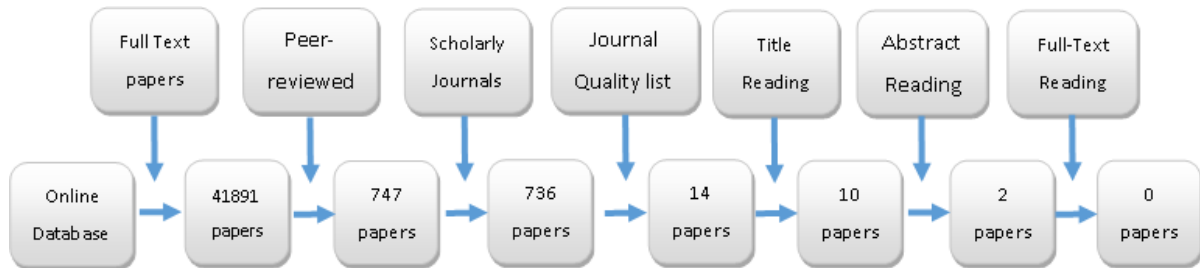 Full Text
papers
Peer-
reviewed
Scholarly
Journals
Journal
Quality list
Title
Reading
Abstract
Reading
Full-Text
Reading
Online
Database
41891
papers
747
papers
736
papers
14
papers
10
papers
2
papers
0
papers